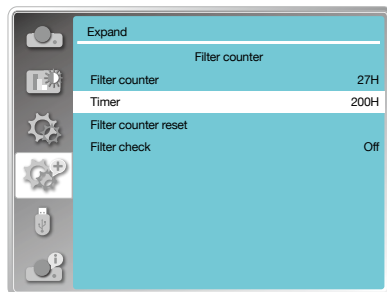 Expand
Filter counter
Filter counter 27H
Timer 200H
Filter counter reset
Filter check Off